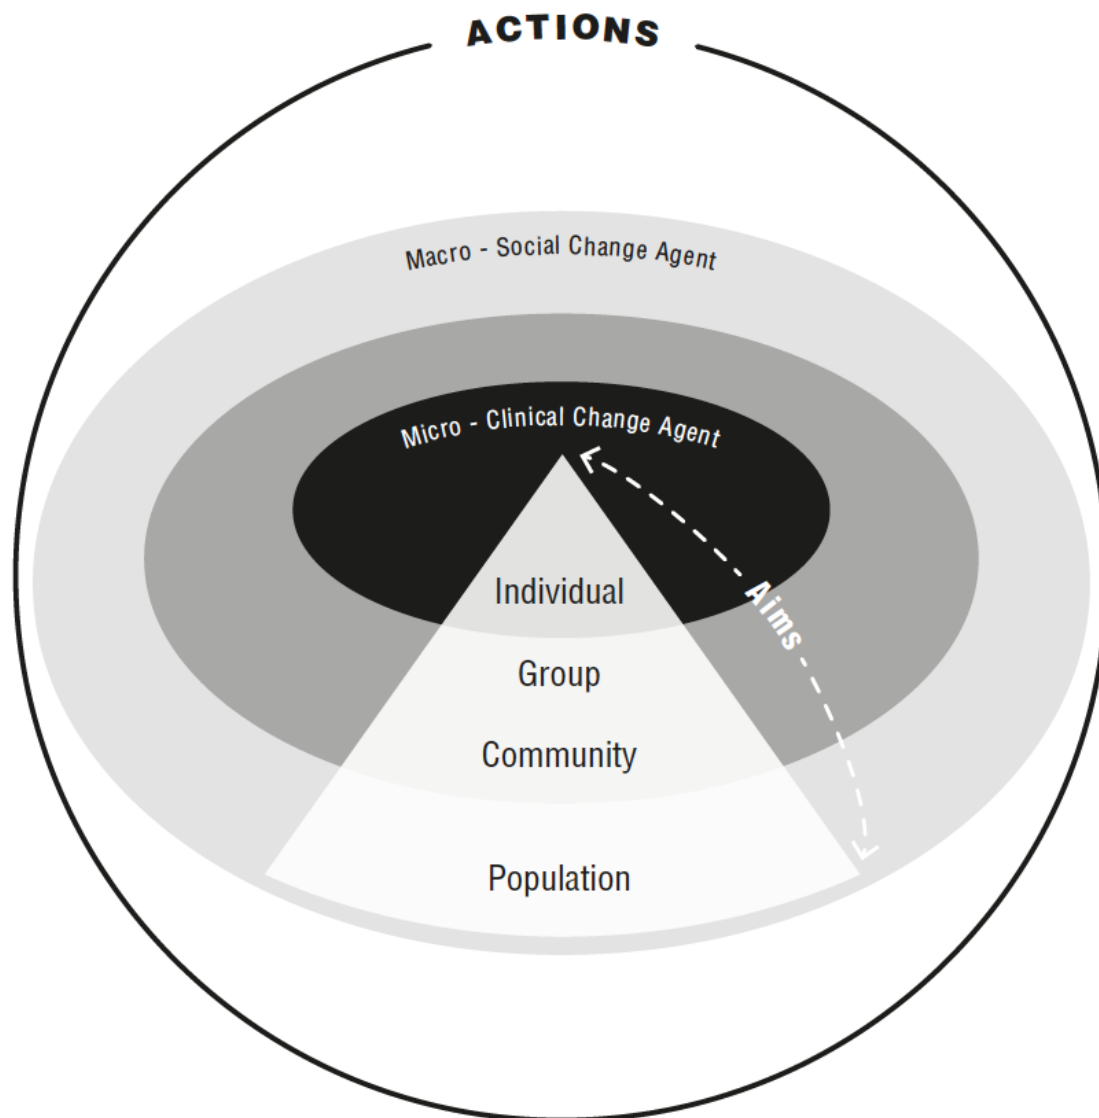 ACTIONS
Macro - Social Change Agent
Micro - Clinical Change Agent
Individual
Aims
Group
Community
Population